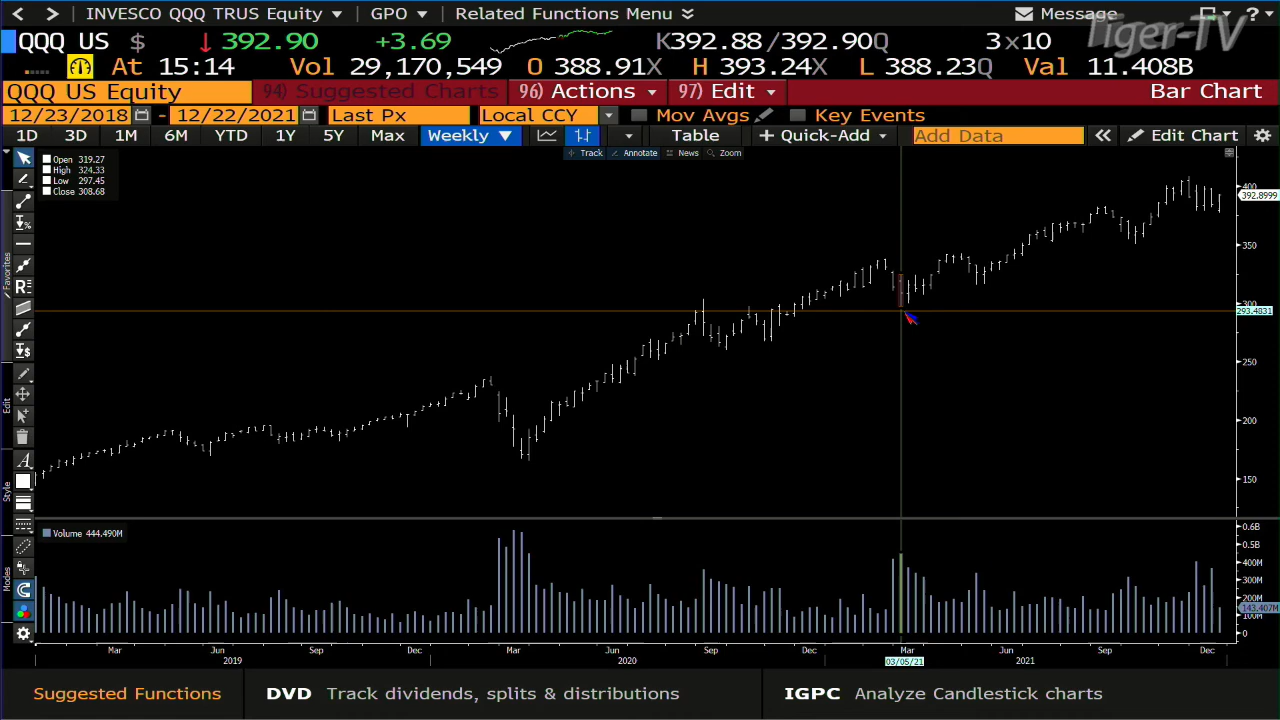 INVESCO QQQ TRUS Equity GPO Related Functions Menu Message ?
Tiger-TV
QQQ US $ ↓ 392.90 +3.69 K392.88 /392.90Q 3x10
At 15:14 Vol 29,170,549 O 388.91X H 393.24X L 388.23Q Val 11.408B
QQQ US Equity 94) Suggested Charts 96) Actions 97) Edit Bar Chart
12/23/2018 - 12/22/2021 Last Px Local CCY Mov Avgs Key Events
1D 3D 1M 6M YTD 1Y 5Y Max Weekly ▼ Table + Quick-Add Add Data « Edit Chart
Track Annotate News Zoom
Open 319.27
High 324.33
Low 297.45
Close 308.68
400
392.8999
350
300
293.4831
250
200
150
Favorites
Edit
Style
Modes
Volume 444.490M
0.6B
0.5B
400M
300M
200M
143.407M
100M
0
Mar Jun Sep Dec Mar Jun Sep Dec Mar Jun Sep Dec
2019 2020 03/05/21 2021
Suggested Functions DVD Track dividends, splits & distributions IGPC Analyze Candlestick charts